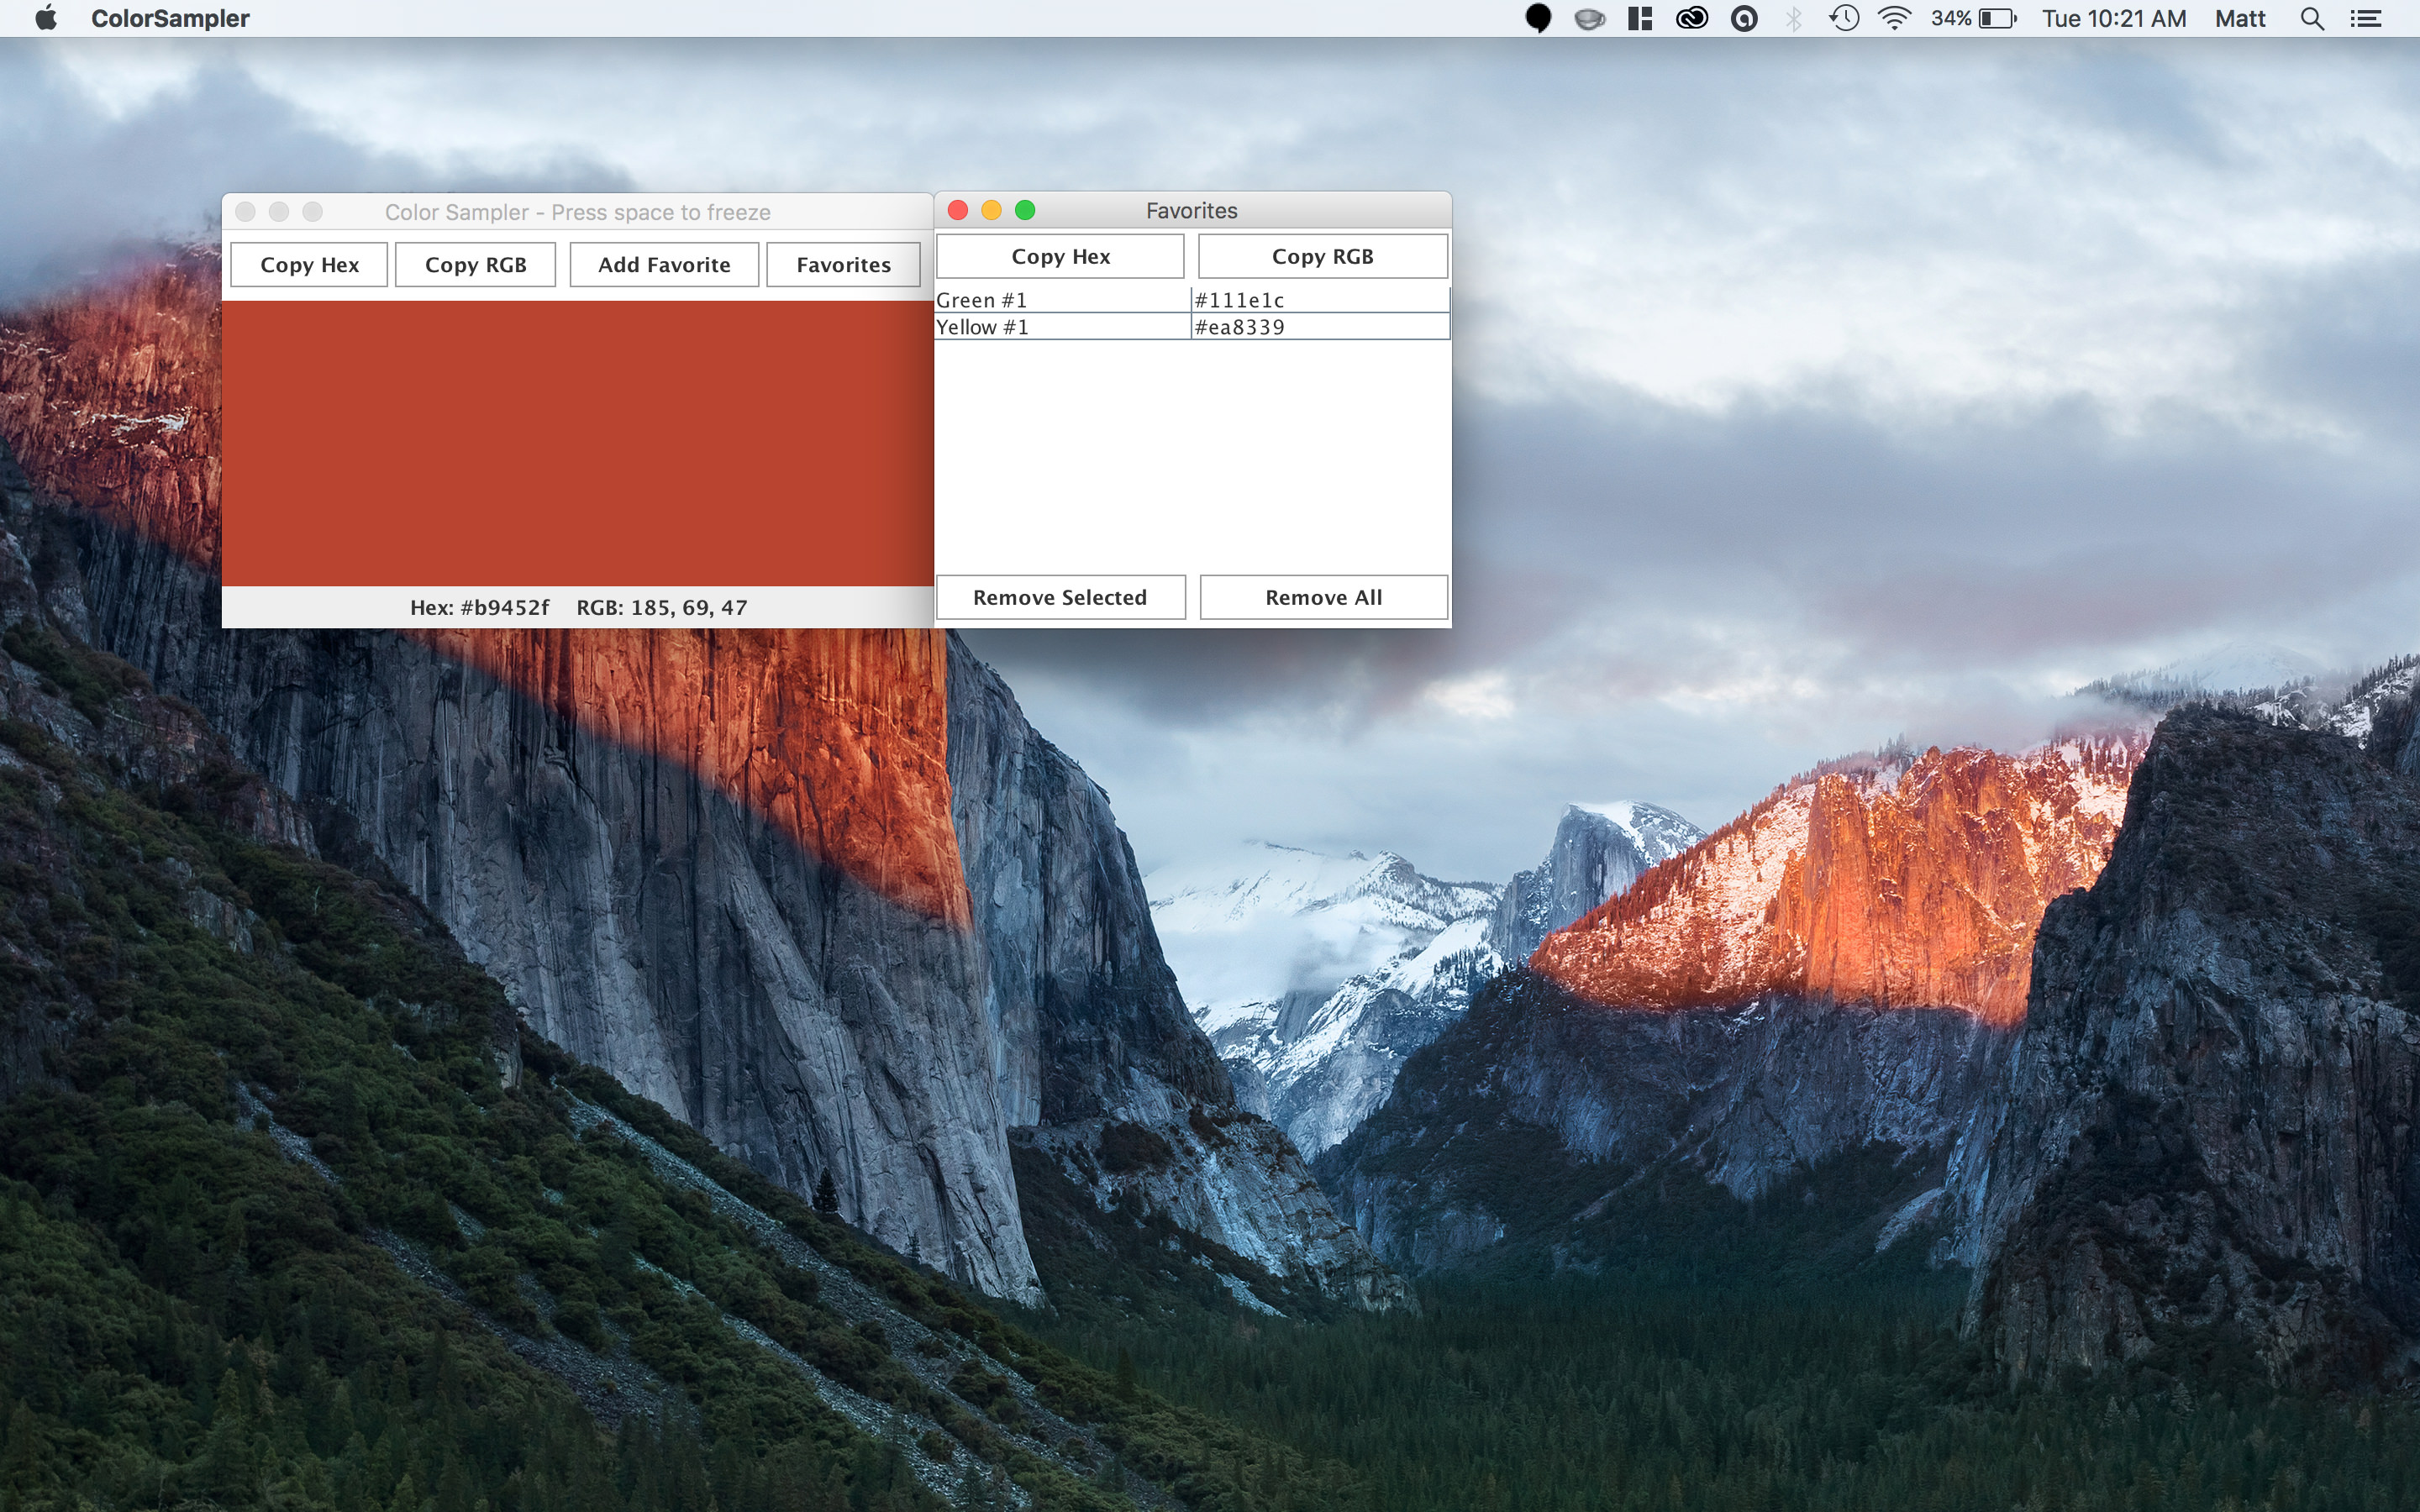 ColorSampler
34%
Tue 10:21 AM
Matt
Color Sampler - Press space to freeze
Copy Hex
Copy RGB
Add Favorite
Favorites
Hex: #b9452f
RGB: 185, 69, 47
Favorites
Copy Hex
Copy RGB
Green #1
#111e1c
Yellow #1
#ea8339
Remove Selected
Remove All